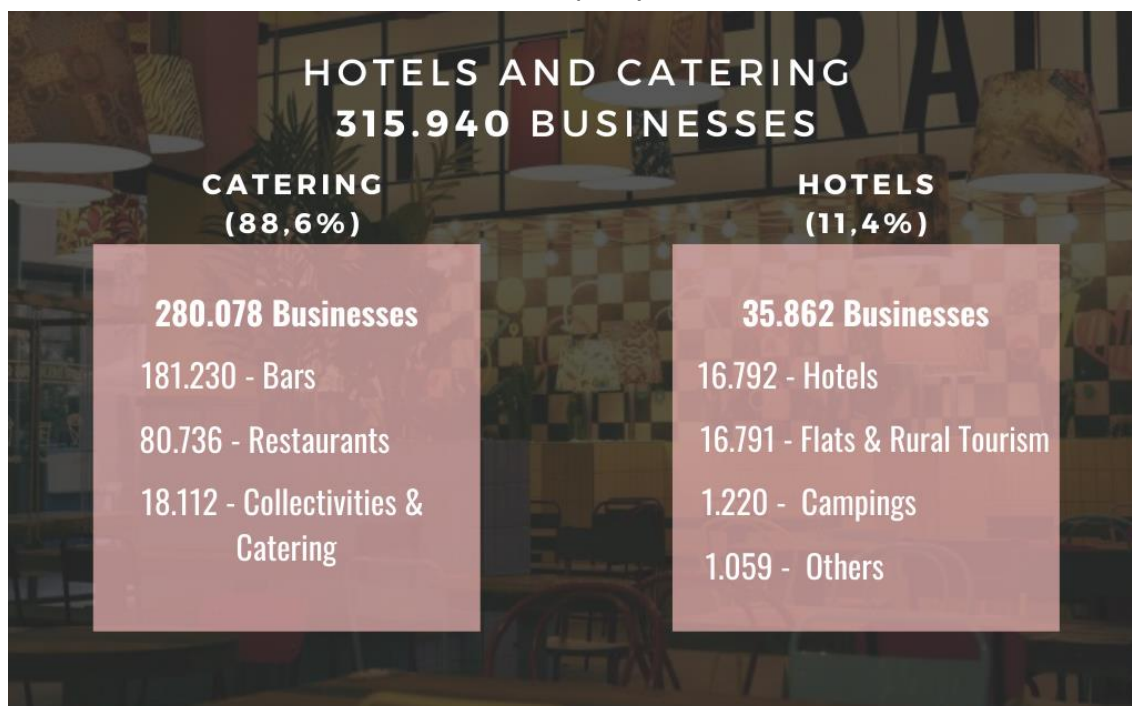 HOTELS AND CATERING
315.940 BUSINESSES
CATERING
(88,6%)
280.078 Businesses
181.230 - Bars
80.736 - Restaurants
18.112 - Collectivities &
Catering
HOTELS
(11,4%)
35.862 Businesses
16.792 - Hotels
16.791 - Flats & Rural Tourism
1.220 - Campings
1.059 - Others